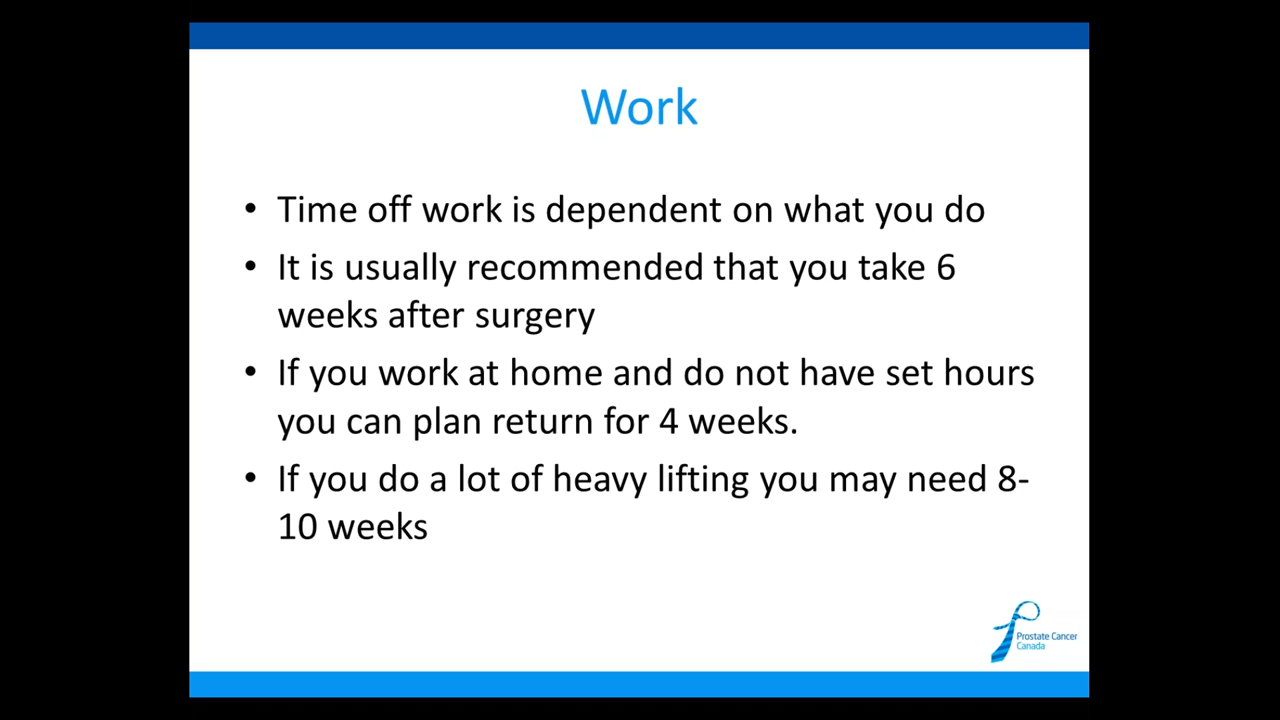 Work
• Time off work is dependent on what you do
• It is usually recommended that you take 6
weeks after surgery
• If you work at home and do not have set hours
you can plan return for 4 weeks.
• If you do a lot of heavy lifting you may need 8-
10 weeks
Prostate Cancer
Canada